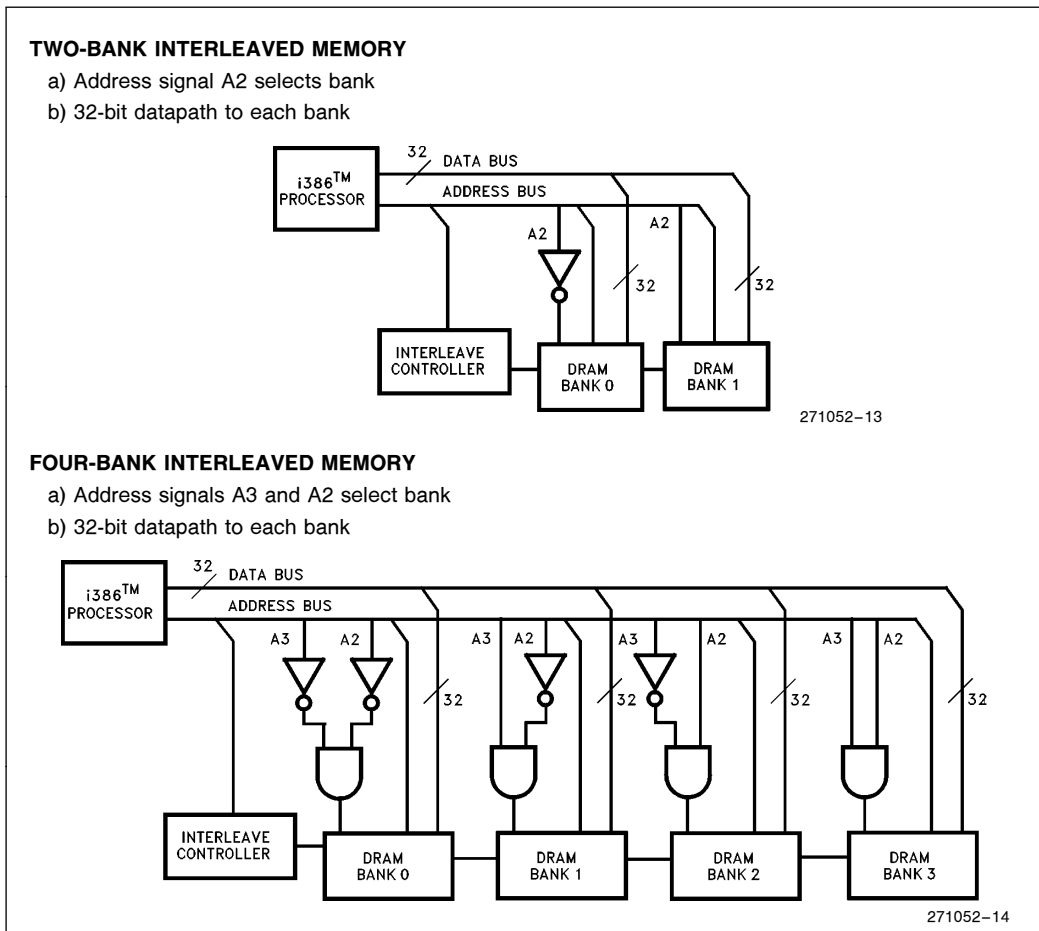 TWO-BANK INTERLEAVED MEMORY
a) Address signal A2 selects bank
b) 32-bit datapath to each bank
32
DATA BUS
i386™
PROCESSOR
ADDRESS BUS
A2
A2
32
32
INTERLEAVE
CONTROLLER
DRAM
BANK 0
DRAM
BANK 1
271052–13
FOUR-BANK INTERLEAVED MEMORY
a) Address signals A3 and A2 select bank
b) 32-bit datapath to each bank
32
DATA BUS
i386™
PROCESSOR
ADDRESS BUS
A3
A2
A3
A2
A3
A2
A3
A2
32
32
32
32
INTERLEAVE
CONTROLLER
DRAM
BANK 0
DRAM
BANK 1
DRAM
BANK 2
DRAM
BANK 3
271052–14